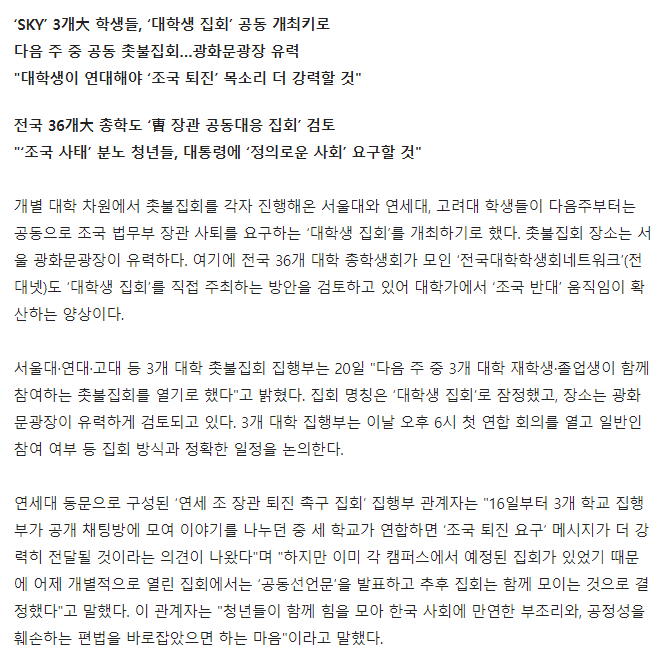 ‘SKY’ 3개大 학생들, ‘대학생 집회’ 공동 개최키로
다음 주 중 공동 촛불집회...광화문광장 유력
"대학생이 연대해야 ‘조국 퇴진’ 목소리 더 강력할 것"
전국 36개大 총학도 ‘曺 장관 공동대응 집회’ 검토
"‘조국 사태’ 분노 청년들, 대통령에 ‘정의로운 사회’ 요구할 것"
개별 대학 차원에서 촛불집회를 각자 진행해온 서울대와 연세대, 고려대 학생들이 다음주부터는
공동으로 조국 법무부 장관 사퇴를 요구하는 ‘대학생 집회’를 개최하기로 했다. 촛불집회 장소는 서
울 광화문광장이 유력하다. 여기에 전국 36개 대학 총학생회가 모인 ‘전국대학학생회네트워크’(전
대넷)도 ‘대학생 집회’를 직접 주최하는 방안을 검토하고 있어 대학가에서 ‘조국 반대’ 움직임이 확
산하는 양상이다.
서울대·연대·고대 등 3개 대학 촛불집회 집행부는 20일 "다음 주 중 3개 대학 재학생·졸업생이 함께
참여하는 촛불집회를 열기로 했다"고 밝혔다. 집회 명칭은 ‘대학생 집회’로 잠정했고, 장소는 광화
문광장이 유력하게 검토되고 있다. 3개 대학 집행부는 이날 오후 6시 첫 연합 회의를 열고 일반인
참여 여부 등 집회 방식과 정확한 일정을 논의한다.
연세대 동문으로 구성된 ‘연세 조 장관 퇴진 촉구 집회’ 집행부 관계자는 "16일부터 3개 학교 집행
부가 공개 채팅방에 모여 이야기를 나누던 중 세 학교가 연합하면 ‘조국 퇴진 요구’ 메시지가 더 강
력히 전달될 것이라는 의견이 나왔다"며 "하지만 이미 각 캠퍼스에서 예정된 집회가 있었기 때문
에 어제 개별적으로 열린 집회에서는 ‘공동선언문’을 발표하고 추후 집회는 함께 모이는 것으로 결
정했다"고 말했다. 이 관계자는 "청년들이 함께 힘을 모아 한국 사회에 만연한 부조리와, 공정성을
훼손하는 편법을 바로잡았으면 하는 마음"이라고 말했다.